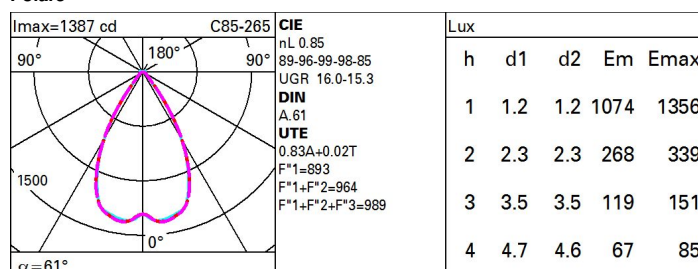 Imax=1387 cd C85-265
90° 180° 90°
1500
0°
α=61°
CIE
nL 0.85
89-96-99-98-85
UGR 16.0-15.3
DIN
A.61
UTE
0.83A+0.02T
F"1=893
F"1+F"2=964
F"1+F"2+F"3=989
Lux
h d1 d2 Em Emax
1 1.2 1.2 1074 1356
2 2.3 2.3 268 339
3 3.5 3.5 119 151
4 4.7 4.6 67 85